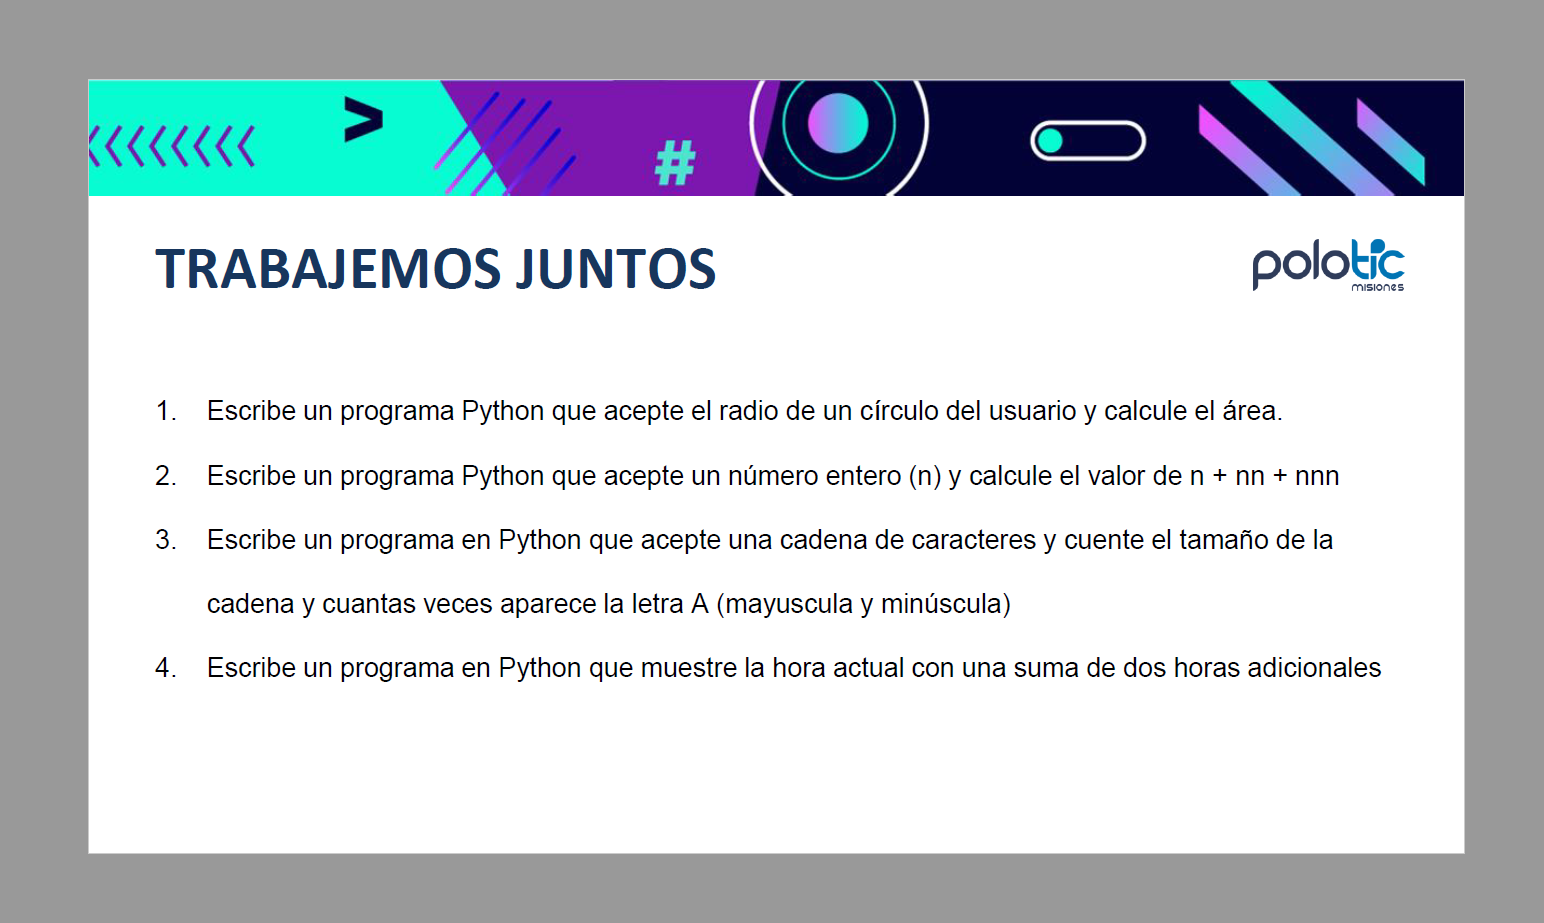 >
#
TRABAJEMOS JUNTOS
polotic
misiones
1. Escribe un programa Python que acepte el radio de un círculo del usuario y calcule el área.
2. Escribe un programa Python que acepte un número entero (n) y calcule el valor de n + nn + nnn
3. Escribe un programa en Python que acepte una cadena de caracteres y cuente el tamaño de la
cadena y cuantas veces aparece la letra A (mayuscula y minúscula)
4. Escribe un programa en Python que muestre la hora actual con una suma de dos horas adicionales